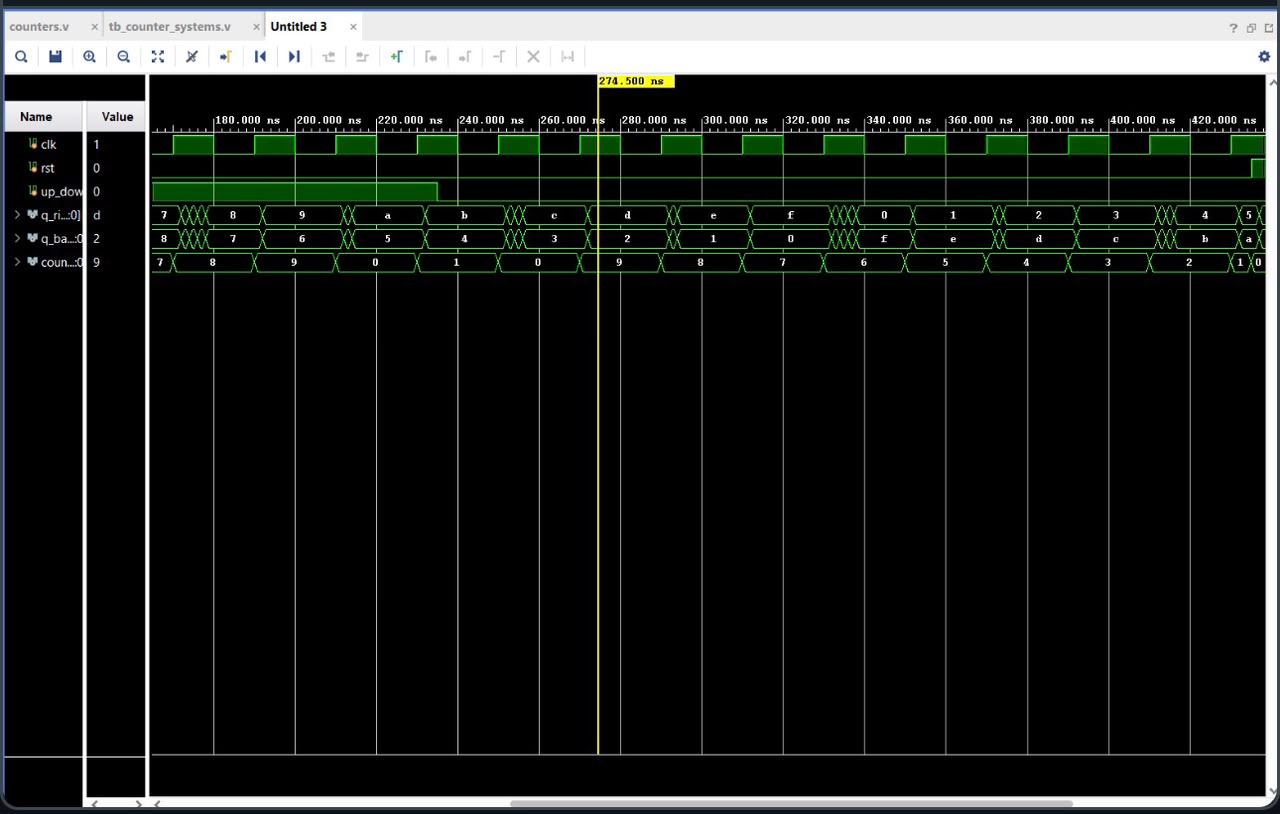 counters.v × tb_counter_systems.v × Untitled 3 ×
274.500 ns
Name Value
180.000 ns 200.000 ns 220.000 ns 240.000 ns 260.000 ns 280.000 ns 300.000 ns 320.000 ns 340.000 ns 360.000 ns 380.000 ns 400.000 ns 420.000 ns
clk 1
rst 0
up_dow 0
q_ri...:0] d 7 8 9 a b c d e f 0 1 2 3 4 5
q_ba...:0 2 8 7 6 5 4 3 2 1 0 f e d c b a
coun...:0 9 7 8 9 0 1 0 9 8 7 6 5 4 3 2 1 0